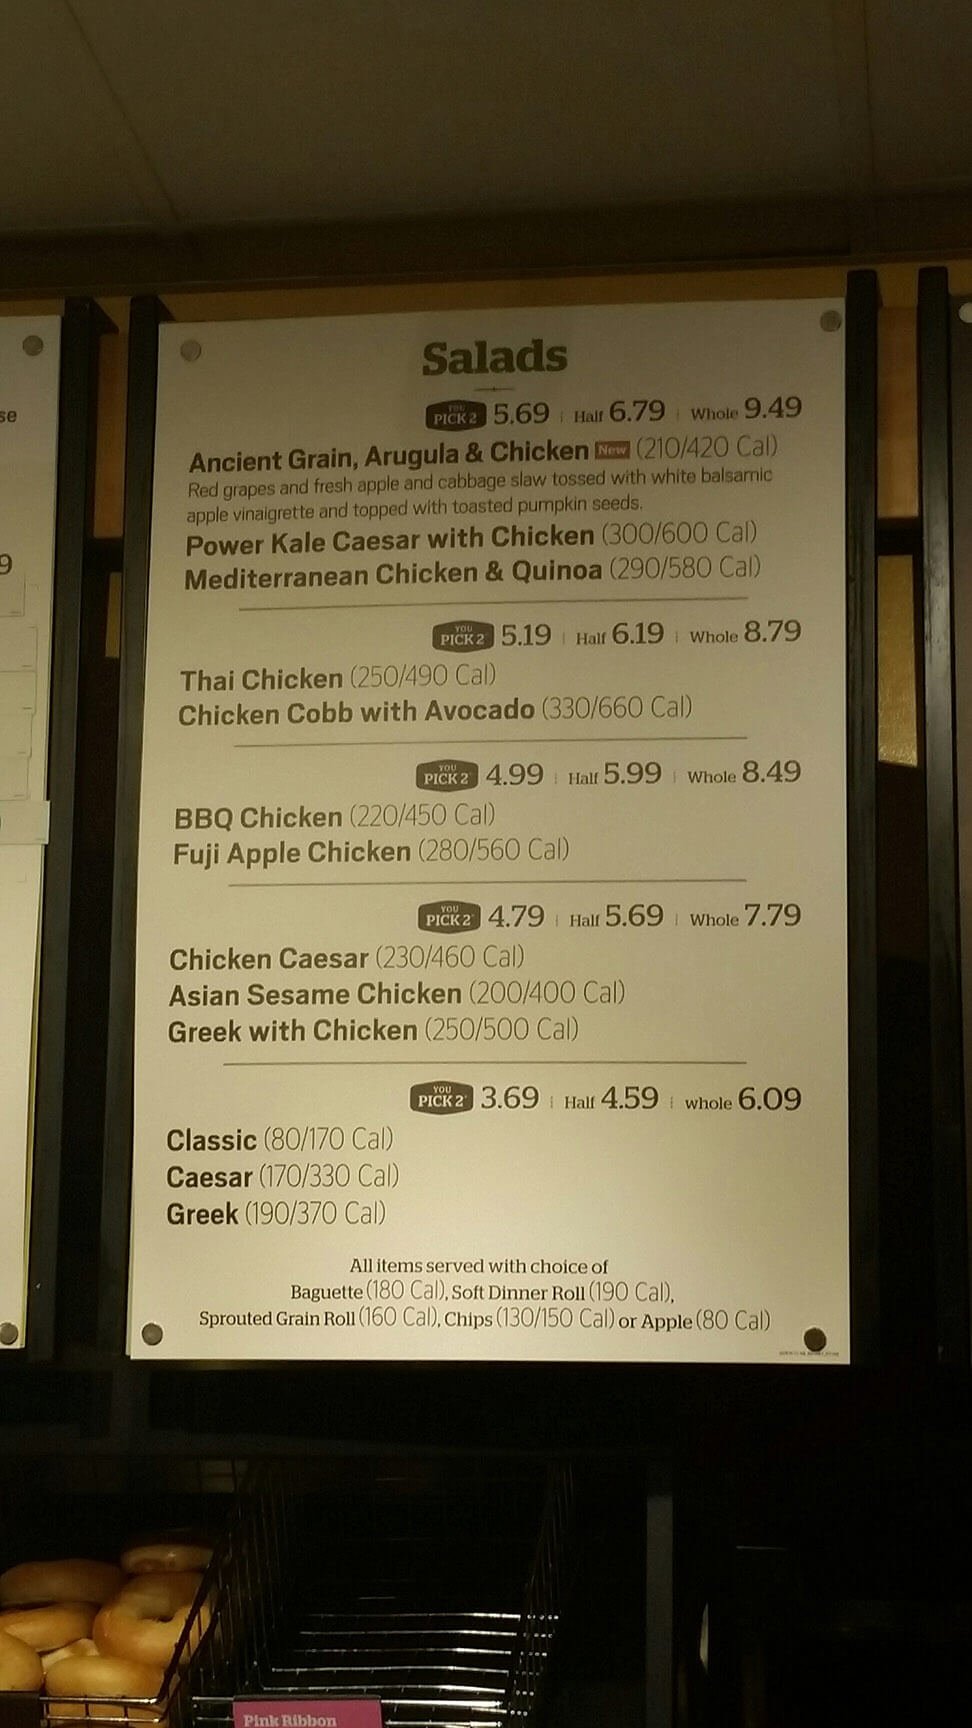 se
9
Salads
YOU PICK 2 5.69 | Half 6.79 | Whole 9.49
Ancient Grain, Arugula & Chicken New (210/420 Cal)
Red grapes and fresh apple and cabbage slaw tossed with white balsamic
apple vinaigrette and topped with toasted pumpkin seeds.
Power Kale Caesar with Chicken (300/600 Cal)
Mediterranean Chicken & Quinoa (290/580 Cal)
YOU PICK 2 5.19 | Half 6.19 | Whole 8.79
Thai Chicken (250/490 Cal)
Chicken Cobb with Avocado (330/660 Cal)
YOU PICK 2 4.99 | Half 5.99 | Whole 8.49
BBQ Chicken (220/450 Cal)
Fuji Apple Chicken (280/560 Cal)
YOU PICK 2 4.79 | Half 5.69 | Whole 7.79
Chicken Caesar (230/460 Cal)
Asian Sesame Chicken (200/400 Cal)
Greek with Chicken (250/500 Cal)
YOU PICK 2 3.69 | Half 4.59 | whole 6.09
Classic (80/170 Cal)
Caesar (170/330 Cal)
Greek (190/370 Cal)
All items served with choice of
Baguette (180 Cal), Soft Dinner Roll (190 Cal),
Sprouted Grain Roll (160 Cal), Chips (130/150 Cal) or Apple (80 Cal)
Pink Ribbon